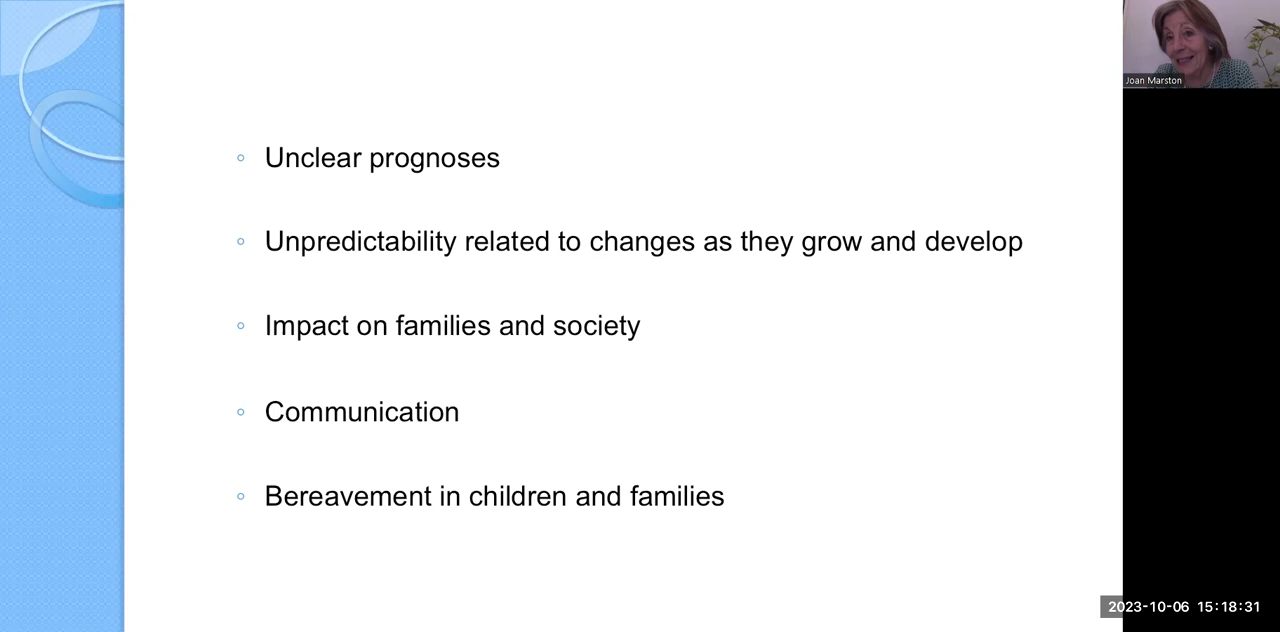 Unclear prognoses
Unpredictability related to changes as they grow and develop
Impact on families and society
Communication
Bereavement in children and families
Joan Marston
2023-10-06 15:18:31